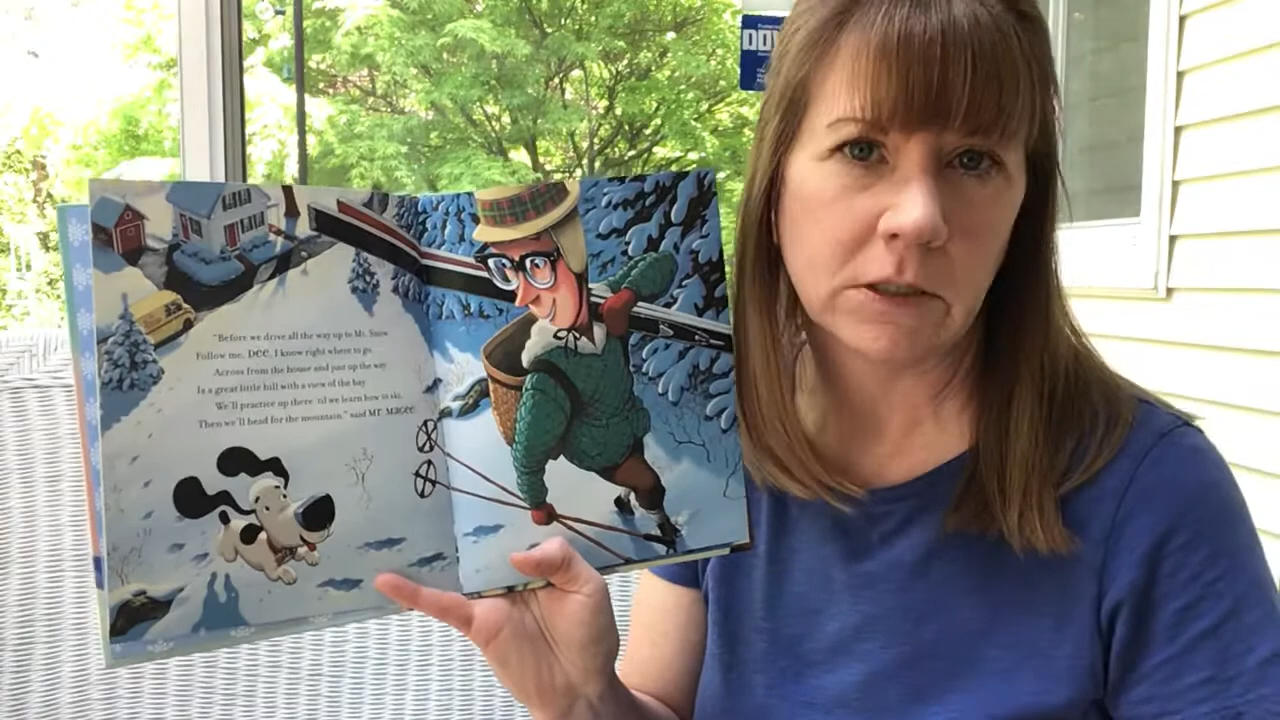 "Before we drive all the way up to Mt. Snow
Follow me, Dee, I know right where to go.
Across from the house and just up the way
Is a great little hill with a view of the bay
We'll practice up there 'til we learn how to ski.
Then we'll head for the mountain," said Mr. Magee.